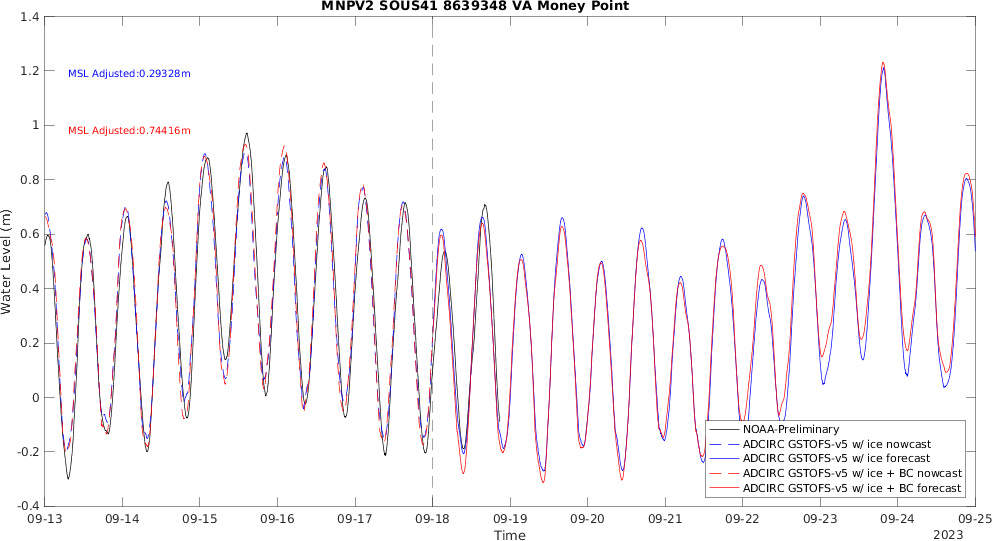 MNPV2 SOUS41 8639348 VA Money Point
1.4
1.2
1
0.8
0.6
0.4
0.2
0
-0.2
-0.4
Water Level (m)
MSL Adjusted:0.29328m
MSL Adjusted:0.74416m
NOAA-Preliminary
ADCIRC GSTOFS-v5 w/ ice nowcast
ADCIRC GSTOFS-v5 w/ ice forecast
ADCIRC GSTOFS-v5 w/ ice + BC nowcast
ADCIRC GSTOFS-v5 w/ ice + BC forecast
09-13 09-14 09-15 09-16 09-17 09-18 09-19 09-20 09-21 09-22 09-23 09-24 09-25
Time
2023